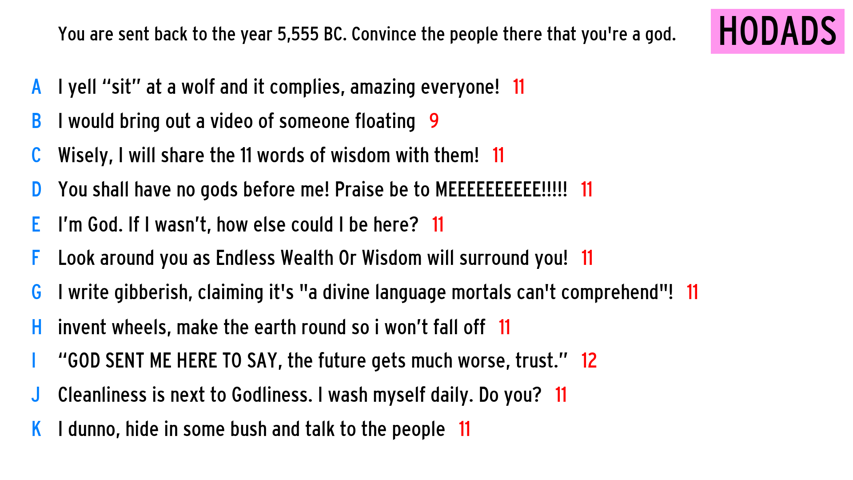 You are sent back to the year 5,555 BC. Convince the people there that you're a god. HODADS
A I yell “sit” at a wolf and it complies, amazing everyone! 11
B I would bring out a video of someone floating 9
C Wisely, I will share the 11 words of wisdom with them! 11
D You shall have no gods before me! Praise be to MEEEEEEEEEE!!!!! 11
E I’m God. If I wasn’t, how else could I be here? 11
F Look around you as Endless Wealth Or Wisdom will surround you! 11
G I write gibberish, claiming it's "a divine language mortals can't comprehend"! 11
H invent wheels, make the earth round so i won’t fall off 11
I “GOD SENT ME HERE TO SAY, the future gets much worse, trust.” 12
J Cleanliness is next to Godliness. I wash myself daily. Do you? 11
K I dunno, hide in some bush and talk to the people 11